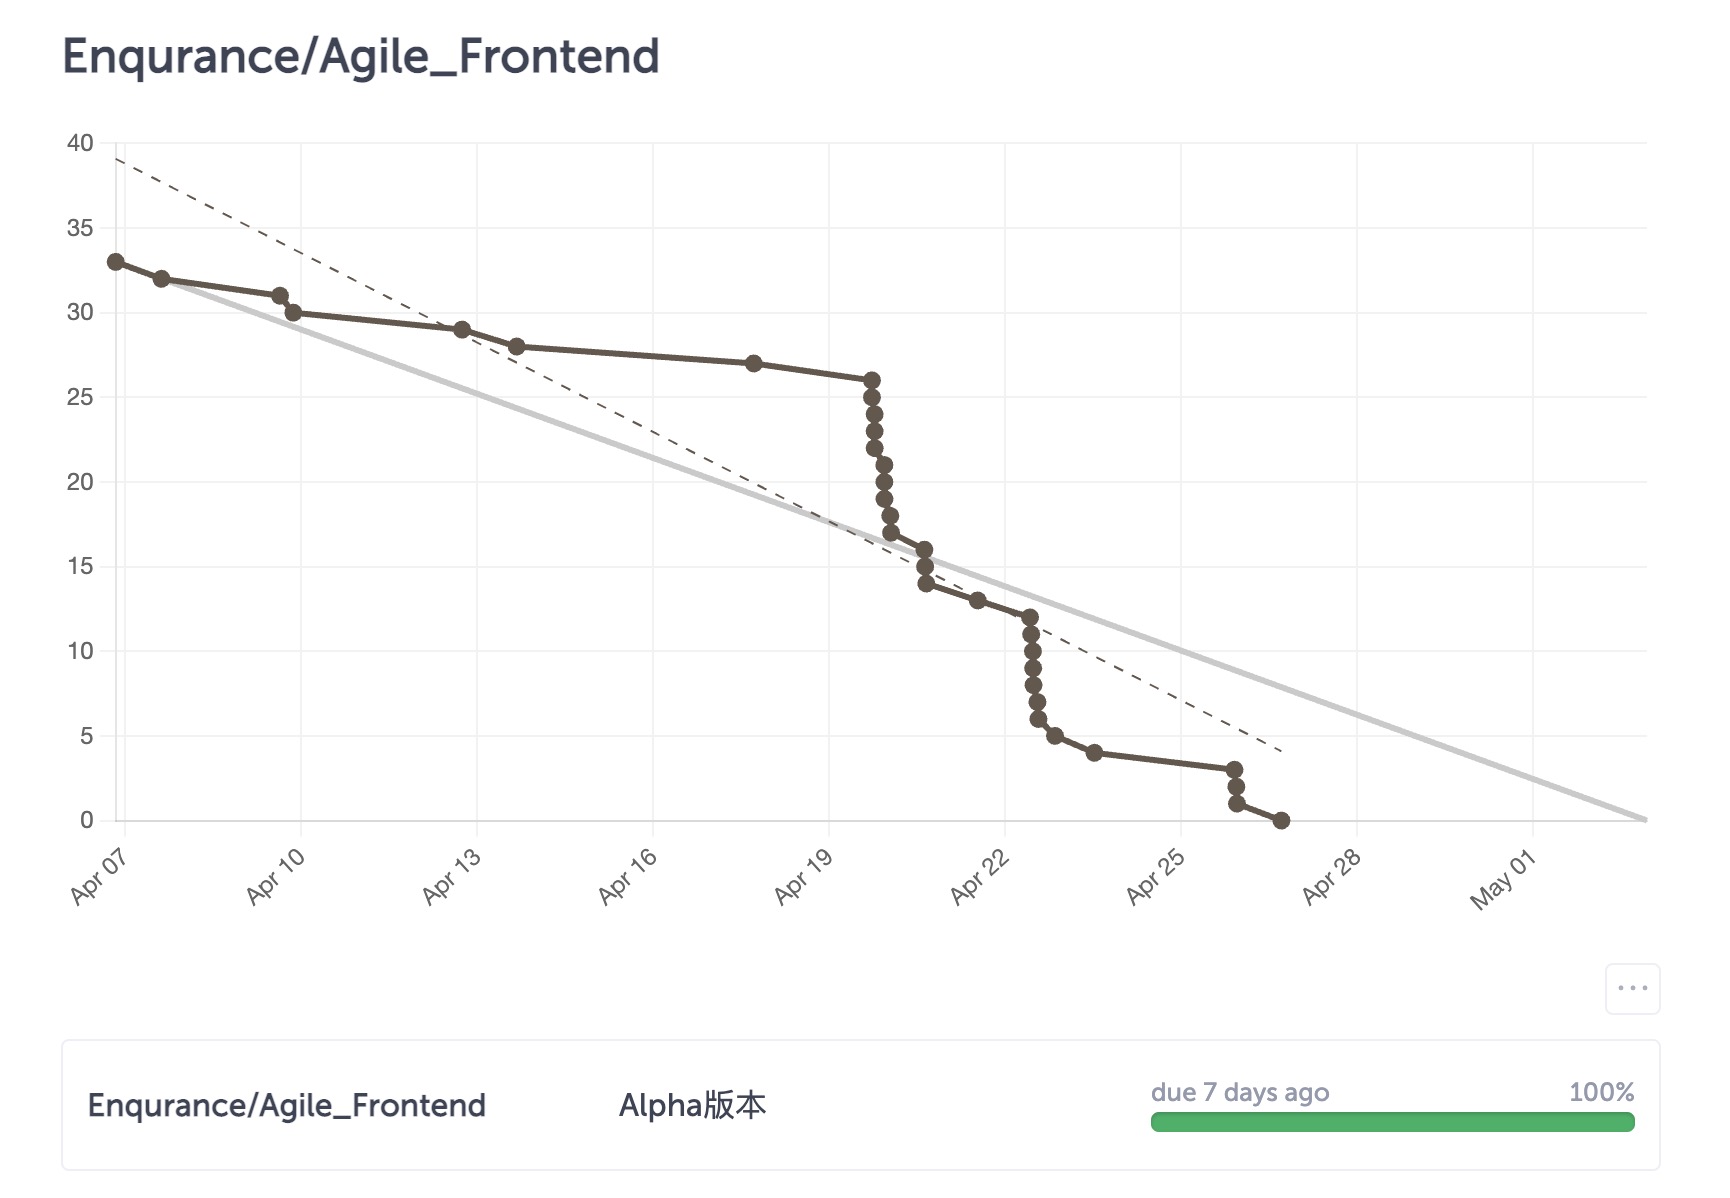 Enqurance/Agile_Frontend
40
35
30
25
20
15
10
5
0
Apr 07
Apr 10
Apr 13
Apr 16
Apr 19
Apr 22
Apr 25
Apr 28
May 01
...
Enqurance/Agile_Frontend
Alpha版本
due 7 days ago
100%